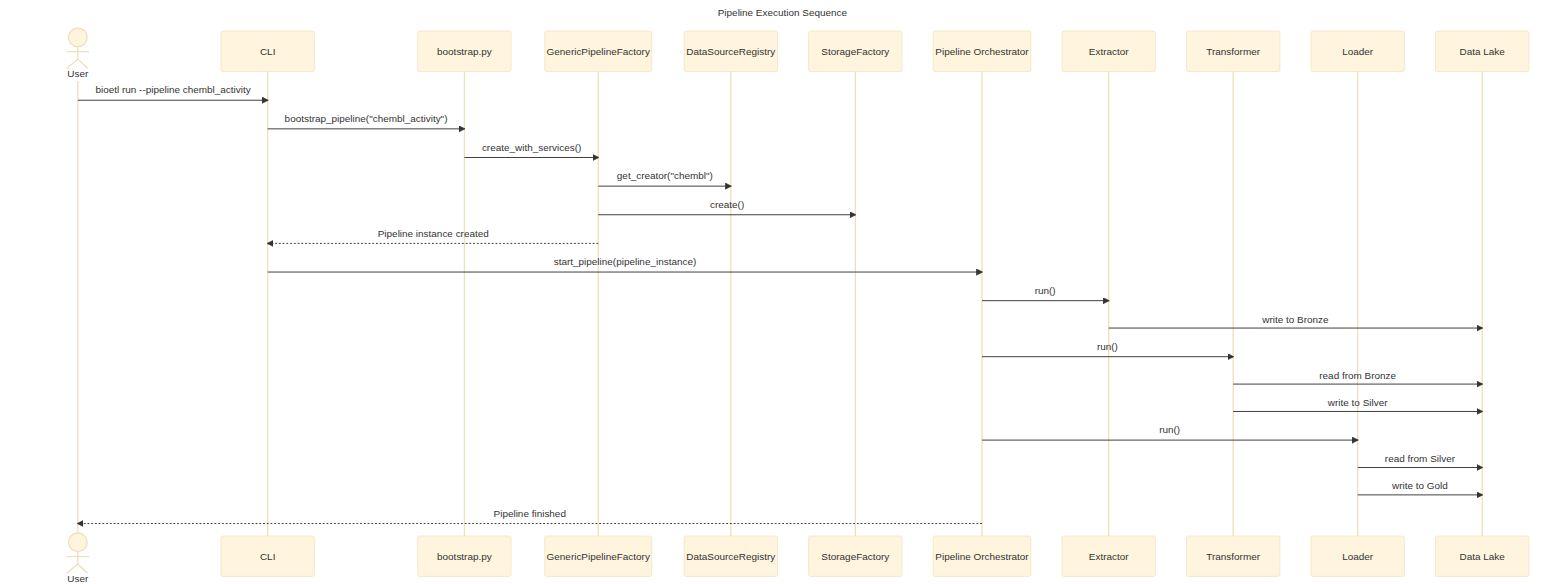 Pipeline Execution Sequence
User
CLI
bootstrap.py
GenericPipelineFactory
DataSourceRegistry
StorageFactory
Pipeline Orchestrator
Extractor
Transformer
Loader
Data Lake
bioetl run --pipeline chembl_activity
bootstrap_pipeline("chembl_activity")
create_with_services()
get_creator("chembl")
create()
Pipeline instance created
start_pipeline(pipeline_instance)
run()
write to Bronze
run()
read from Bronze
write to Silver
run()
read from Silver
write to Gold
Pipeline finished
User
CLI
bootstrap.py
GenericPipelineFactory
DataSourceRegistry
StorageFactory
Pipeline Orchestrator
Extractor
Transformer
Loader
Data Lake